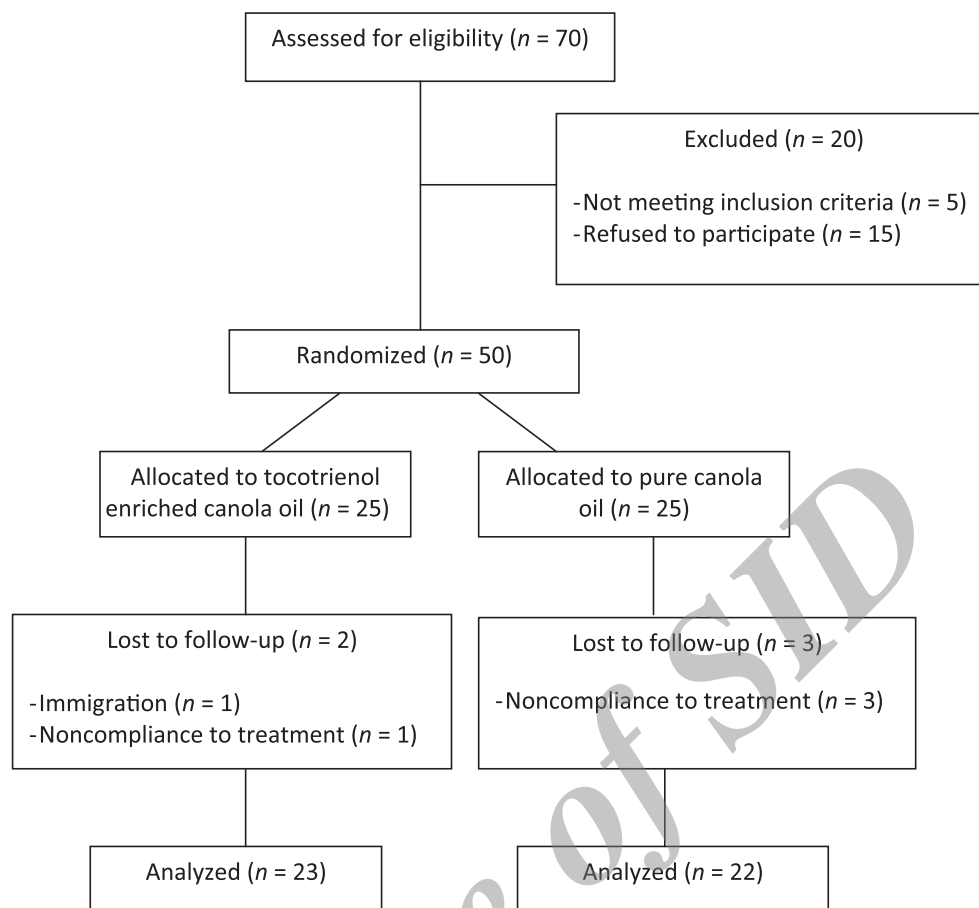 Assessed for eligibility (n = 70)
Excluded (n = 20)
-Not meeting inclusion criteria (n = 5)
-Refused to participate (n = 15)
Randomized (n = 50)
Allocated to tocotrienol
enriched canola oil (n = 25)
Allocated to pure canola
oil (n = 25)
Lost to follow-up (n = 2)
-Immigration (n = 1)
-Noncompliance to treatment (n = 1)
Lost to follow-up (n = 3)
-Noncompliance to treatment (n = 3)
Analyzed (n = 23)
Analyzed (n = 22)
of SID